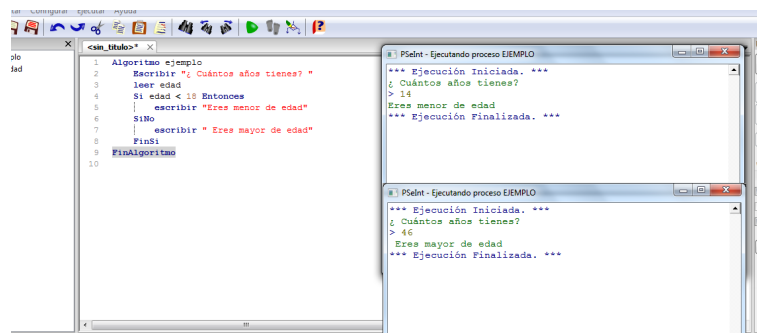 Configurar Ejecutar Ayuda
plo
dad
<sin_titulo>*
1 Algoritmo ejemplo
2 Escribir "¿ Cuántos años tienes? "
3 leer edad
4 Si edad < 18 Entonces
5 escribir "Eres menor de edad"
6 SiNo
7 escribir " Eres mayor de edad"
8 FinSi
9 FinAlgoritmo
10
PSeInt - Ejecutando proceso EJEMPLO
*** Ejecución Iniciada. ***
¿ Cuántos años tienes?
> 14
Eres menor de edad
*** Ejecución Finalizada. ***
PSeInt - Ejecutando proceso EJEMPLO
*** Ejecución Iniciada. ***
¿ Cuántos años tienes?
> 46
Eres mayor de edad
*** Ejecución Finalizada. ***